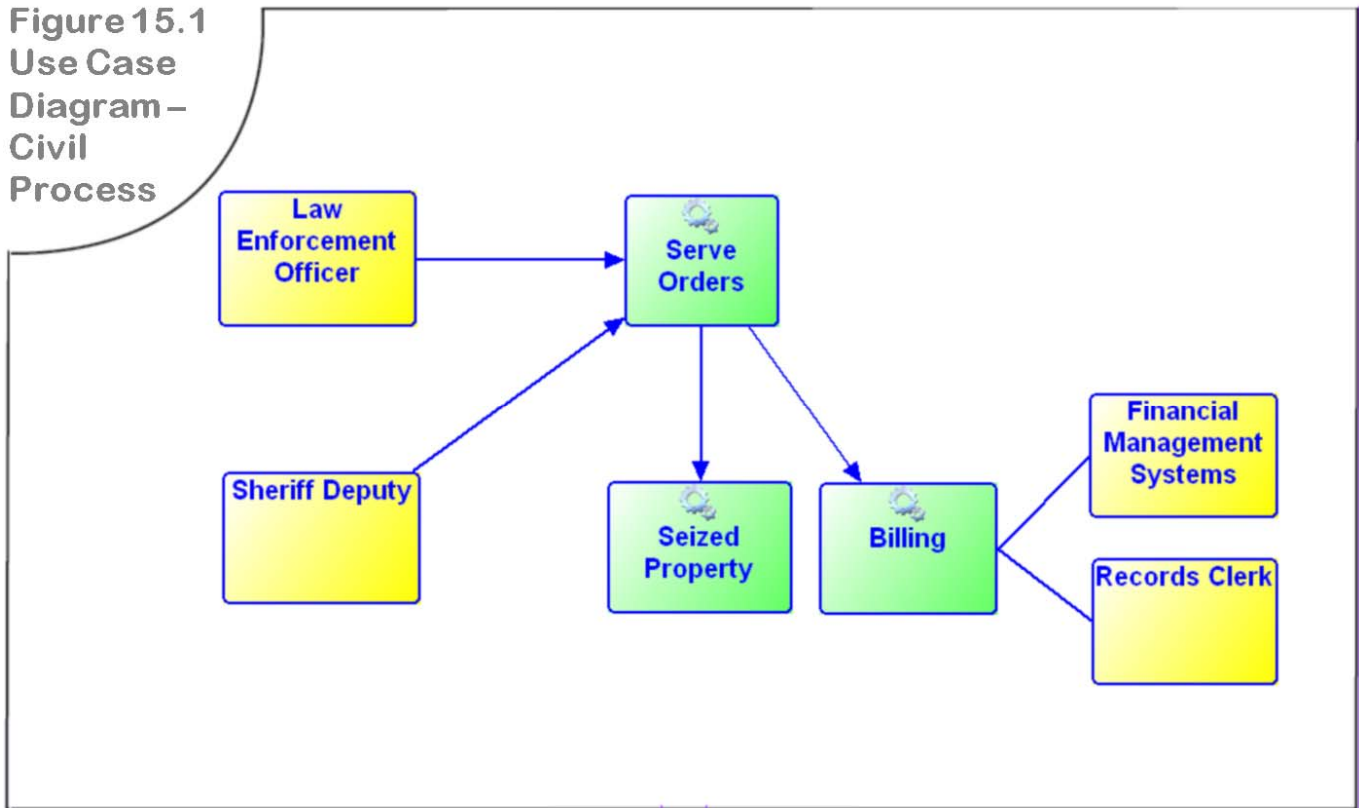 Figure 15.1
Use Case
Diagram –
Civil
Process
Law
Enforcement
Officer
Serve
Orders
Sheriff Deputy
Seized
Property
Billing
Financial
Management
Systems
Records Clerk